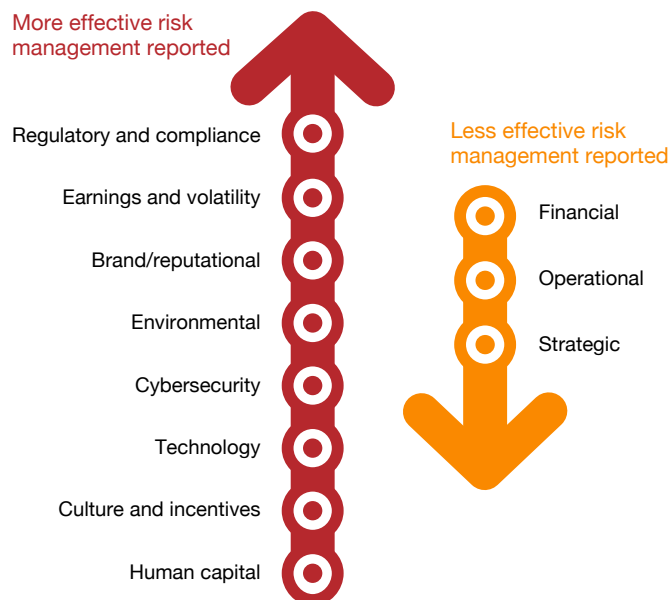 More effective risk
management reported
Regulatory and compliance
Earnings and volatility
Brand/reputational
Environmental
Cybersecurity
Technology
Culture and incentives
Human capital
Less effective risk
management reported
Financial
Operational
Strategic